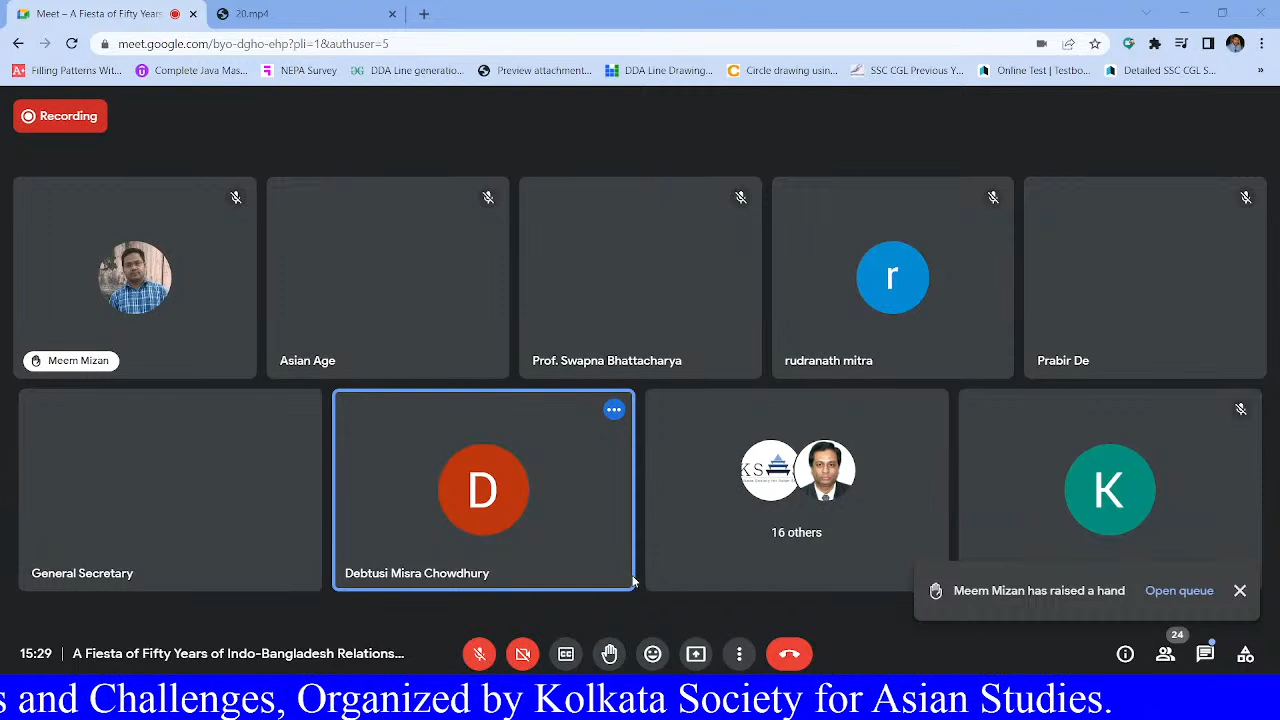 Meet – A Fiesta of Fifty Years
20.mp4
meet.google.com/byo-dgho-ehp?pli=1&authuser=5
Filling Patterns Wit...
Complete Java Mas...
NEPA Survey
DDA Line generatio...
Preview attachment...
DDA Line Drawing...
Circle drawing usin...
SSC CGL Previous Y...
Online Test | Testbo...
Detailed SSC CGL S...
»
Recording
r
Meem Mizan
Asian Age
Prof. Swapna Bhattacharya
rudranath mitra
Prabir De
D
KS
K
16 others
General Secretary
Debtusi Misra Chowdhury
Meem Mizan has raised a hand
Open queue
24
15:29 | A Fiesta of Fifty Years of Indo-Bangladesh Relations...
s and Challenges, Organized by Kolkata Society for Asian Studies.